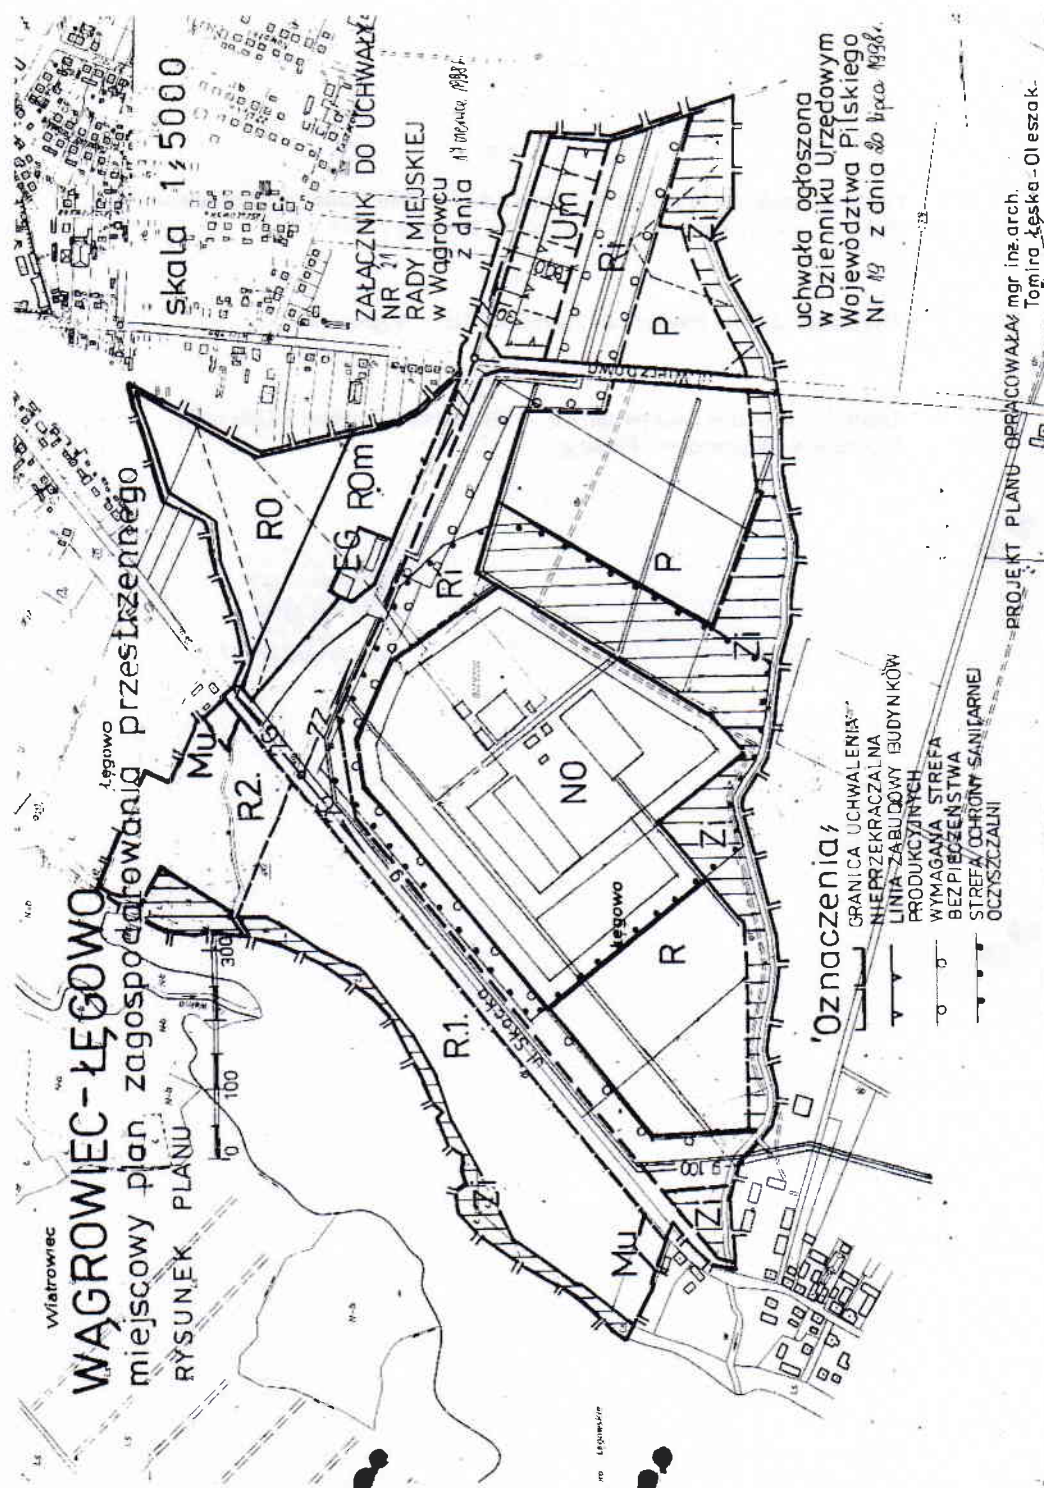 Wiatrowiec
WĄGROWIEC-ŁĘGOWO
miejscowy plan zagospodarowania przestrzennego
RYSUNEK PLANU
0 100 300
skala 1:5000
ZAŁĄCZNIK DO UCHWAŁY
NR 21
RADY MIEJSKIEJ
w Wągrowcu
z dnia
uchwała ogłoszona
w Dzienniku Urzędowym
Województwa Pilskiego
Nr 19 z dnia 20 lipca 1998r.
Łęgowo
Mu
R2.
RO
ROm
EG
ZZ
Ri
R.1.
ul. Skocka
NO
Łęgowo
R
P
Zi
Um
Ri
P
Zi
Zi
Zi
Zi
Mu
g 100
Oznaczenia:
GRANICA UCHWALENIA
NIEPRZEKRACZALNA
LINIA ZABUDOWY BUDYNKÓW
PRODUKCYJNYCH
WYMAGANA STREFA
BEZPIECZEŃSTWA
STREFA OCHRONY SANITARNEJ
OCZYSZCZALNI
PROJEKT PLANU OPRACOWAŁA: mgr inż. arch.
Tomira Łęska-Oleszak.